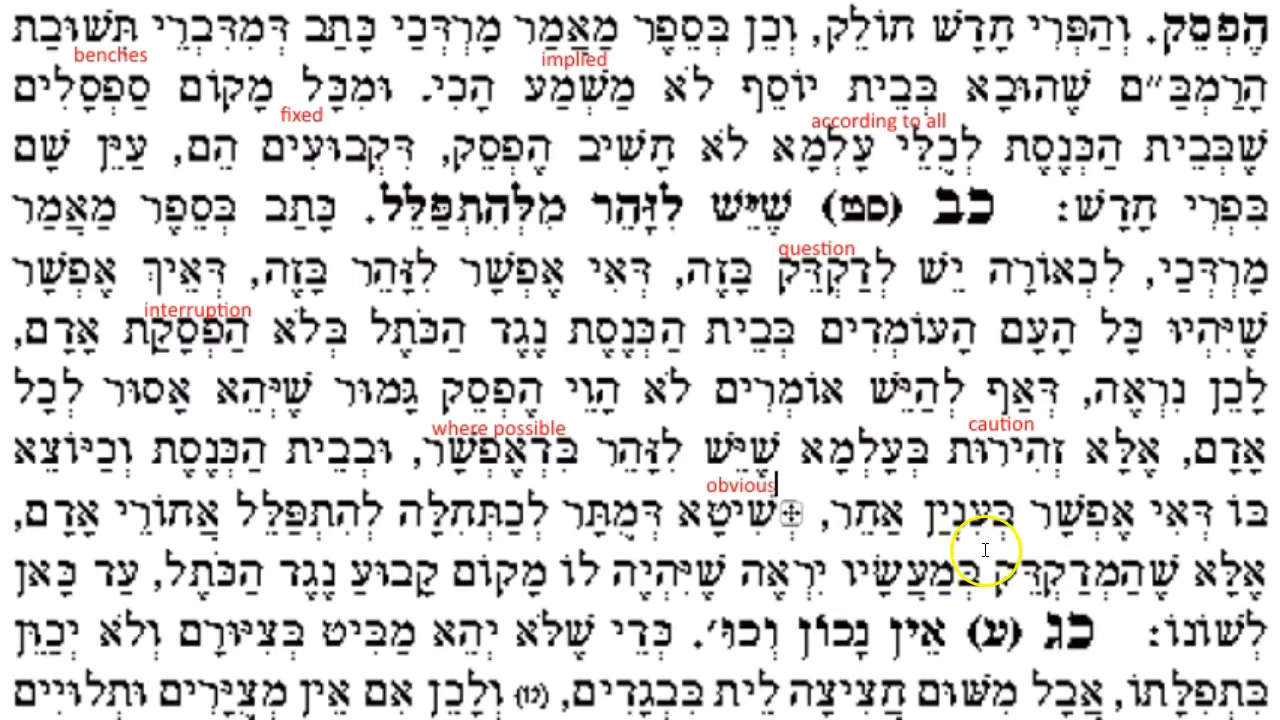 הֶפְסֵק. וְהַפְּרִי חָדָשׁ חוֹלֵק, וְכֵן בְּסֵפֶר מַאֲמַר מָרְדְּכַי כָּתַב דְּמִדִּבְרֵי תְּשׁוּבַת
benches implied
הָרַמְבַּ״ם שֶׁהוּבָא בְּבֵית יוֹסֵף לֹא מַשְׁמַע הָכִי. וּמִכָּל מָקוֹם סַפְסָלִים
fixed according to all
שֶׁבְּבֵית הַכְּנֶסֶת לְכֻלֵּי עָלְמָא לֹא חָשִׁיב הֶפְסֵק, דִּקְבוּעִים הֵם, עַיֵּן שָׁם
בִּפְרִי חָדָשׁ: כב (סט) שֶׁיֵּשׁ לִזָּהֵר מִלְּהִתְפַּלֵּל. כָּתַב בְּסֵפֶר מַאֲמַר
question
מָרְדְּכַי, לִכְאוֹרָה יֵשׁ לְדַקְדֵּק בָּזֶה, דְּאִי אֶפְשָׁר לִזָּהֵר בָּזֶה, דְּאֵיךְ אֶפְשָׁר
interruption
שֶׁיִּהְיוּ כָּל הָעָם הָעוֹמְדִים בְּבֵית הַכְּנֶסֶת נֶגֶד הַכֹּתֶל בְּלֹא הַפְסָקַת אָדָם,
לָכֵן נִרְאֶה, דְּאַף לְהַיֵּשׁ אוֹמְרִים לֹא הָוֵי הֶפְסֵק גָּמוּר שֶׁיְּהֵא אָסוּר לְכָל
where possible caution
אָדָם, אֶלָּא זְהִירוּת בְּעָלְמָא שֶׁיֵּשׁ לִזָּהֵר בִּדְאֶפְשָׁר, וּבְבֵית הַכְּנֶסֶת וְכַיּוֹצֵא
obvious
בּוֹ דְּאִי אֶפְשָׁר בְּעִנְיַן אַחֵר, פְּשִׁיטָא דְּמֻתָּר לְכַתְּחִלָּה לְהִתְפַּלֵּל אֲחוֹרֵי אָדָם,
אֶלָּא שֶׁהַמְדַקְדֵּק בְּמַעֲשָׂיו יִרְאֶה שֶׁיִּהְיֶה לוֹ מָקוֹם קָבוּעַ נֶגֶד הַכֹּתֶל, עַד כָּאן
לְשׁוֹנוֹ: כג (ע) אֵין נָכוֹן וְכוּ׳. כְּדֵי שֶׁלֹּא יְהֵא מַבִּיט בְּצִיּוּרָם וְלֹא יְכַוֵּן
בִּתְפִלָּתוֹ, אֲבָל מִשּׁוּם חֲצִיצָה לֵית בִּבְגָדִים, (נו) וְלָכֵן אִם אֵין מְצֻיָּרִים וּתְלוּיִים